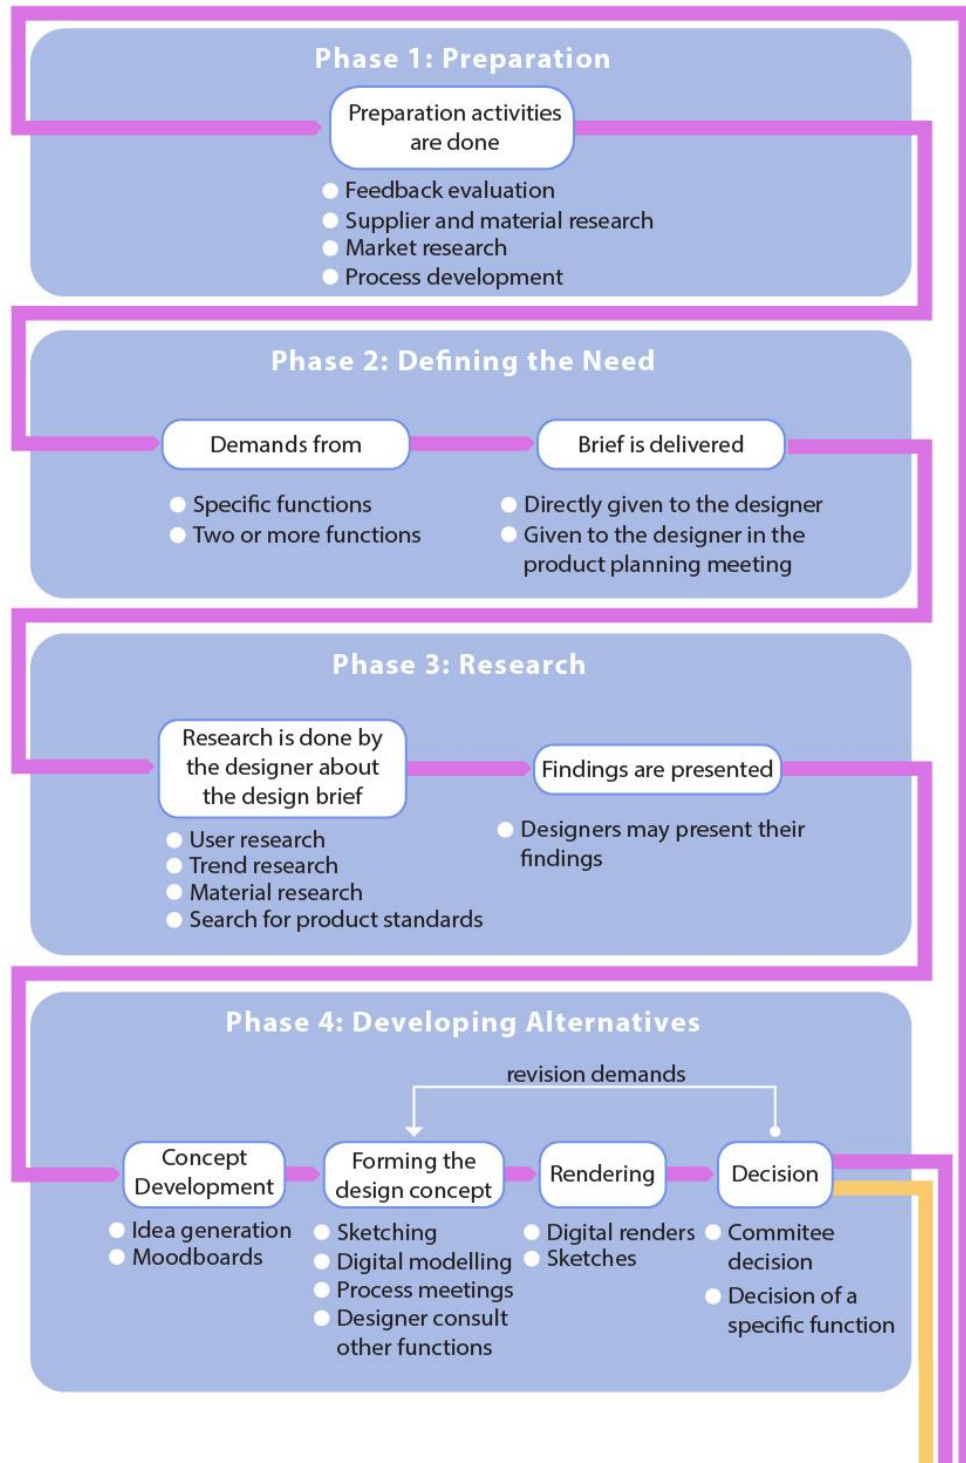 Phase 1: Preparation
Preparation activities
are done
Feedback evaluation
Supplier and material research
Market research
Process development
Phase 2: Defining the Need
Demands from
Specific functions
Two or more functions
Brief is delivered
Directly given to the designer
Given to the designer in the
product planning meeting
Phase 3: Research
Research is done by
the designer about
the design brief
User research
Trend research
Material research
Search for product standards
Findings are presented
Designers may present their
findings
Phase 4: Developing Alternatives
revision demands
Concept
Development
Idea generation
Moodboards
Forming the
design concept
Sketching
Digital modelling
Process meetings
Designer consult
other functions
Rendering
Digital renders
Sketches
Decision
Commitee
decision
Decision of a
specific function